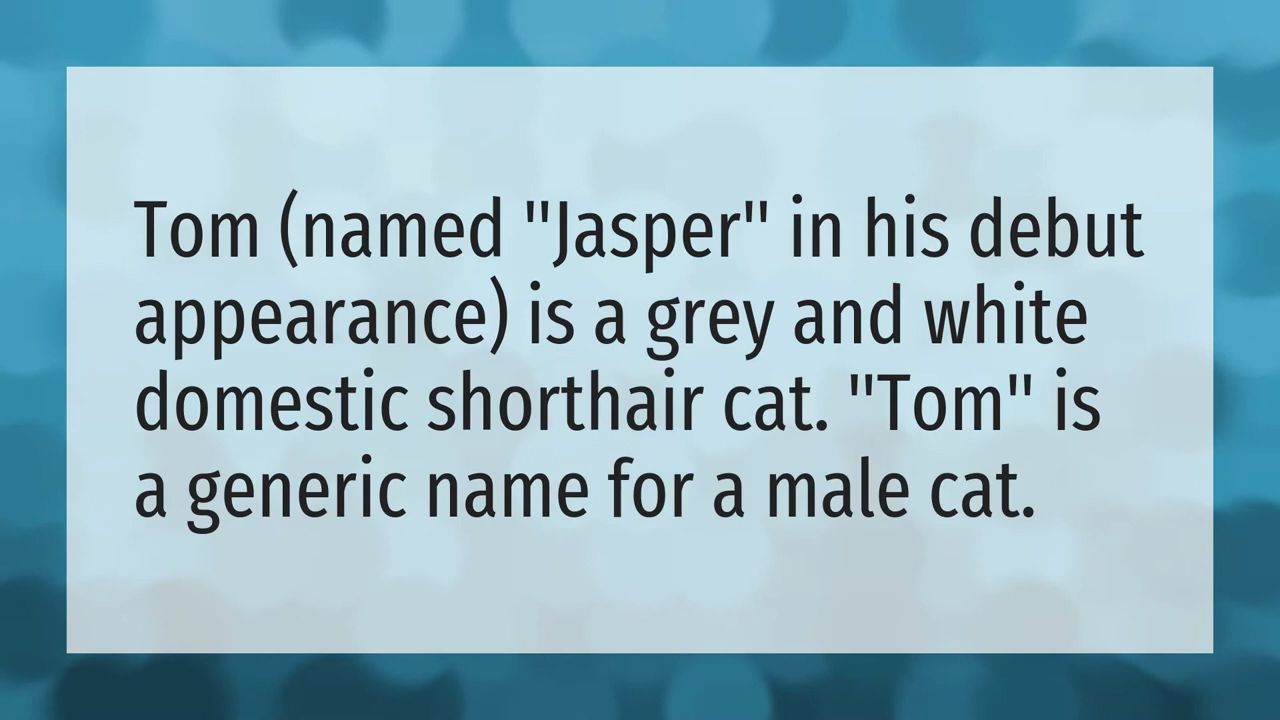 Tom (named "Jasper" in his debut
appearance) is a grey and white
domestic shorthair cat. "Tom" is
a generic name for a male cat.